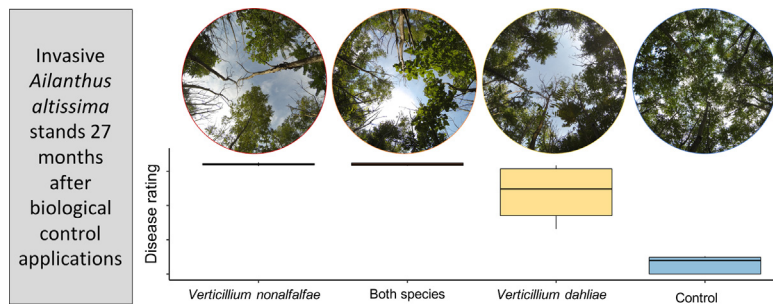 Invasive
Ailanthus
altissima
stands 27
months
after
biological
control
applications
Disease rating
Verticillium nonalfalfae
Both species
Verticillium dahliae
Control